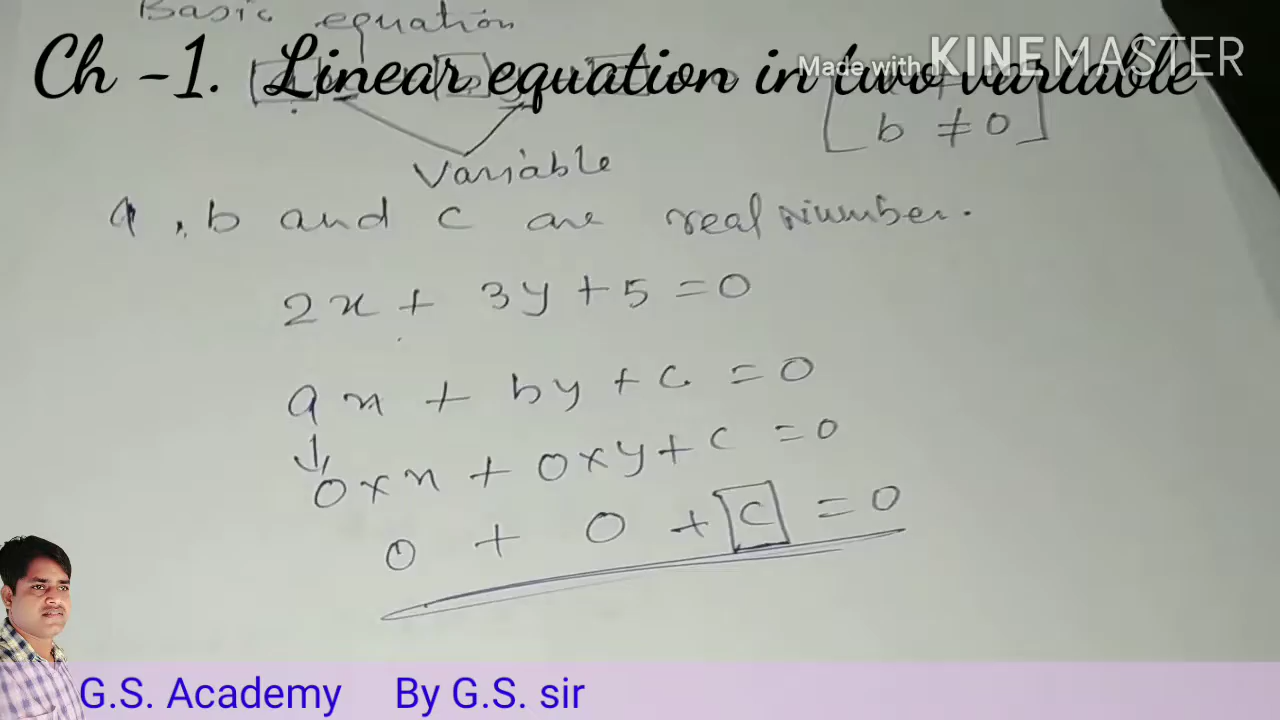 Basic equation
Ch -1. Linear equation in two variable
Made with KINEMASTER
b ≠ 0
Variable
a, b and c are real Number.
2x + 3y + 5 = 0
ax + by + c = 0
0 × x + 0 × y + c = 0
0 + 0 + c = 0
G.S. Academy By G.S. sir